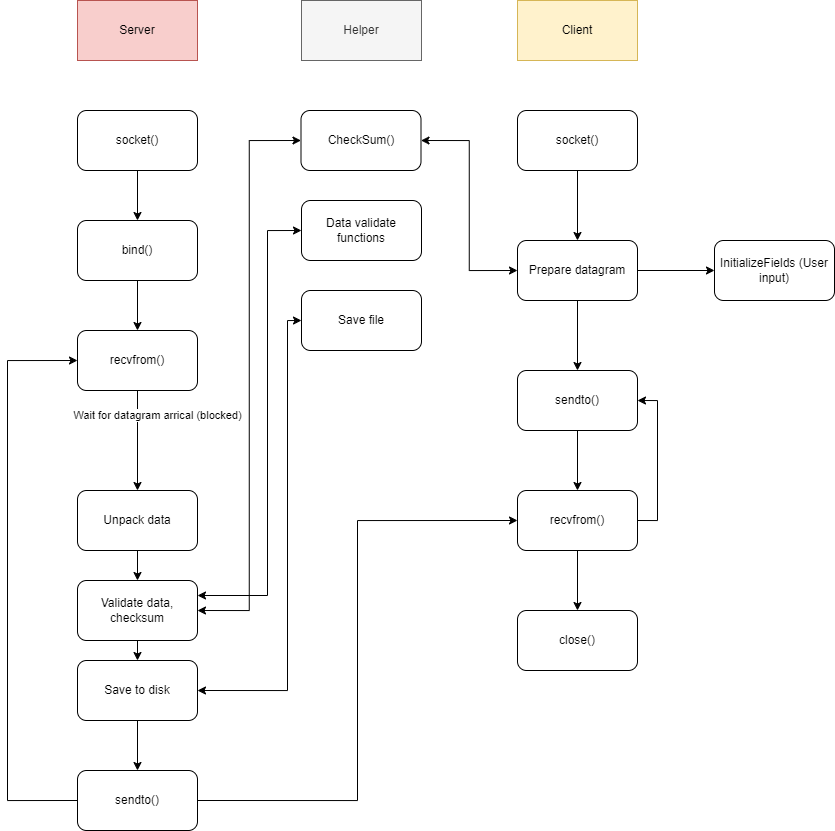 Server
Helper
Client
socket()
CheckSum()
socket()
Data validate
functions
bind()
Prepare datagram
InitializeFields (User
input)
Save file
recvfrom()
sendto()
Wait for datagram arrical (blocked)
Unpack data
recvfrom()
Validate data,
checksum
close()
Save to disk
sendto()